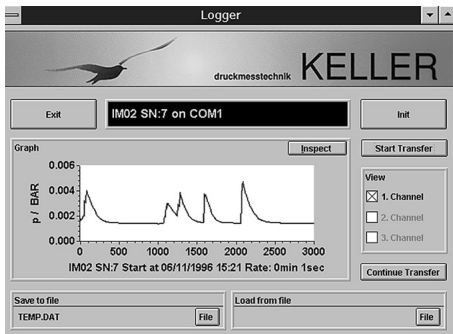 Logger
druckmesstechnik KELLER
Exit
IM02 SN:7 on COM1
Init
Graph
Inspect
Start Transfer
p / BAR
0.006
0.004
0.002
0.000
0 500 1000 1500 2000 2500 3000
IM02 SN:7 Start at 06/11/1996 15:21 Rate: 0min 1sec
View
1. Channel
2. Channel
3. Channel
Continue Transfer
Save to file
TEMP.DAT
File
Load from file
File